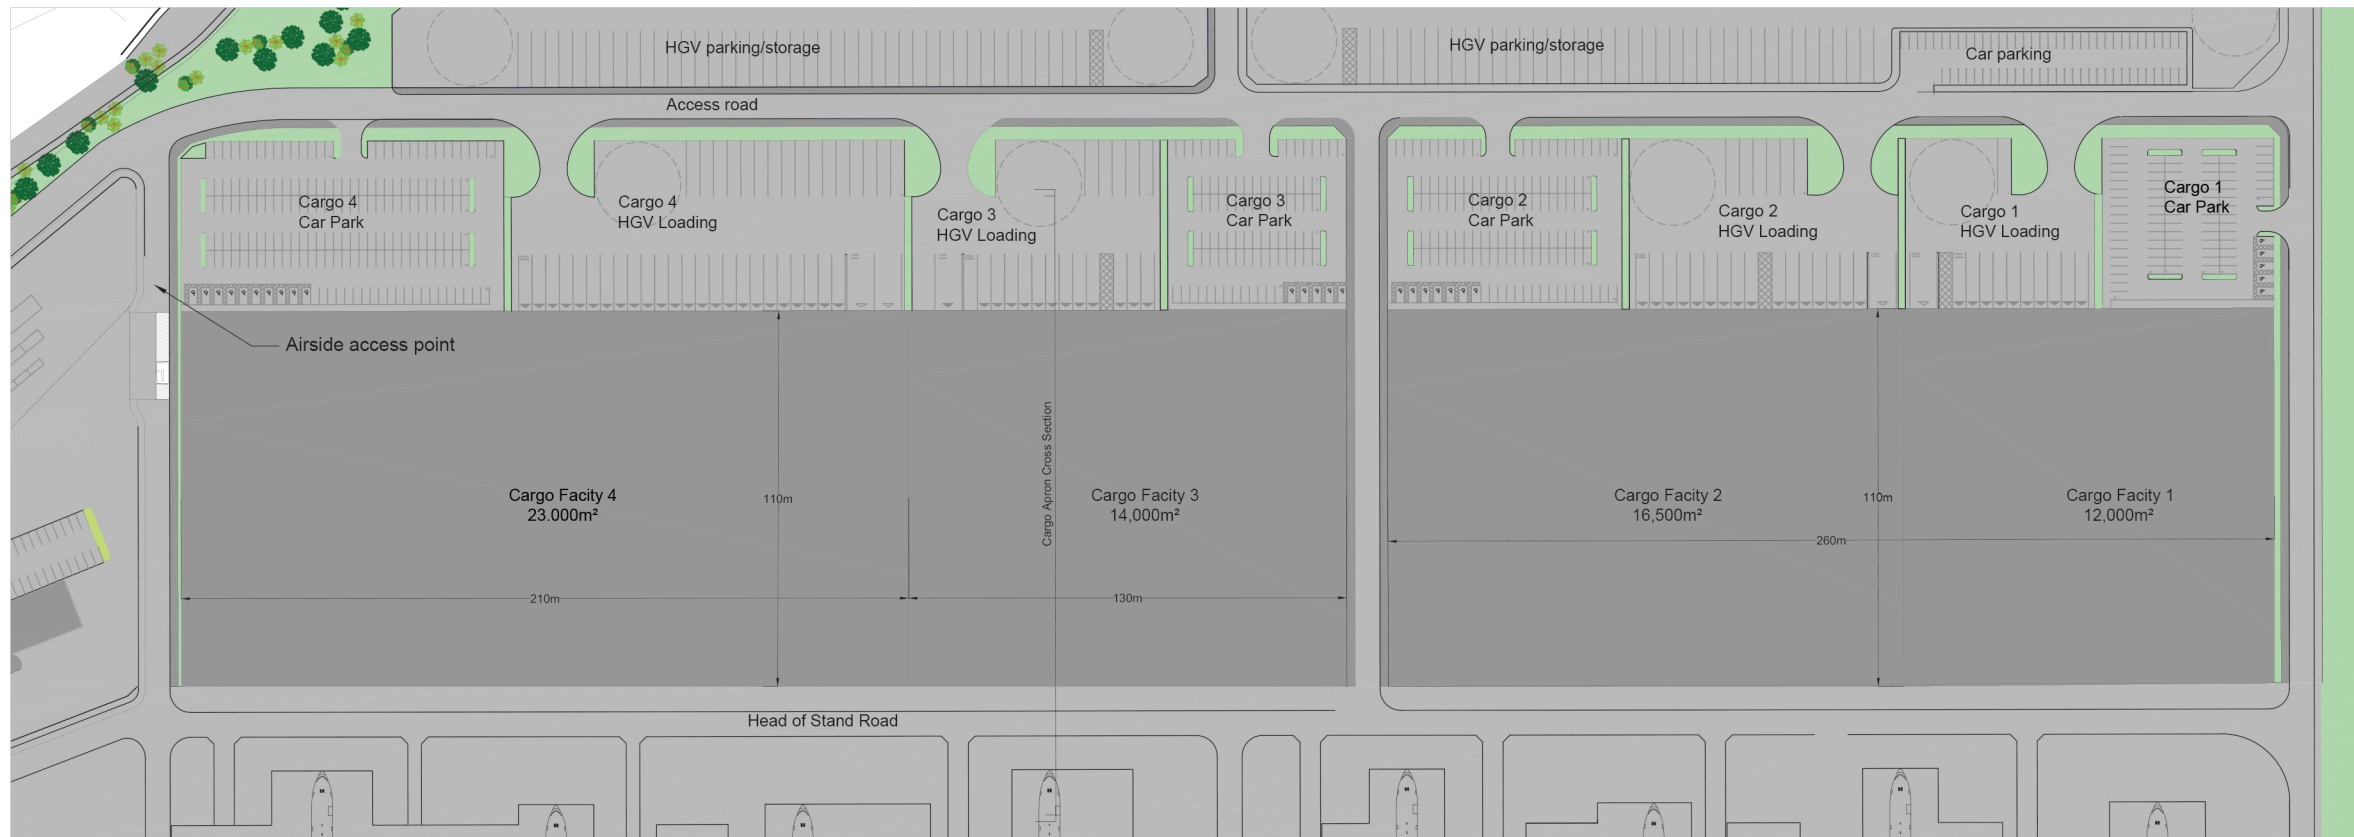 HGV parking/storage
HGV parking/storage
Car parking
Access road
Cargo 4
Car Park
Cargo 4
HGV Loading
Cargo 3
HGV Loading
Cargo 3
Car Park
Cargo 2
Car Park
Cargo 2
HGV Loading
Cargo 1
HGV Loading
Cargo 1
Car Park
Airside access point
Cargo Facity 4
23.000m²
110m
Cargo Apron Cross Section
Cargo Facity 3
14,000m²
Cargo Facity 2
16,500m²
110m
Cargo Facity 1
12,000m²
260m
210m
130m
Head of Stand Road